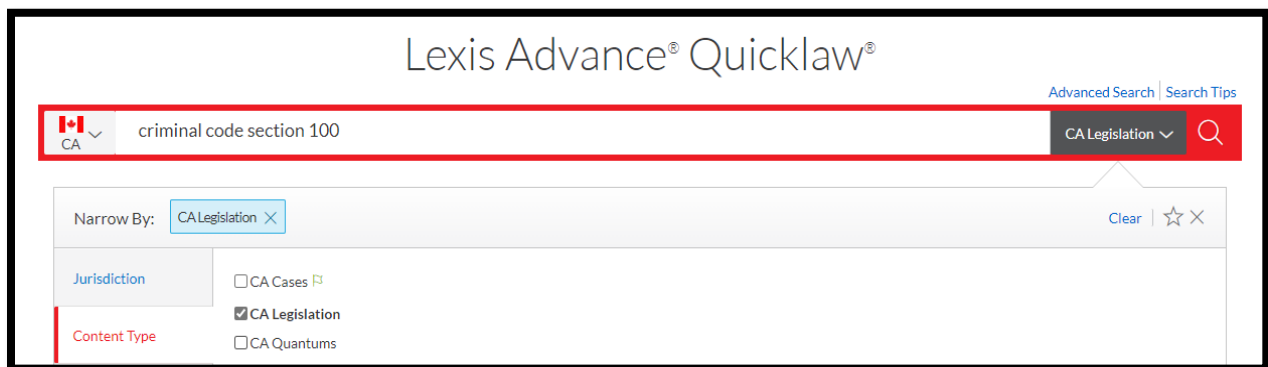 Lexis Advance® Quicklaw®
Advanced Search | Search Tips
CA criminal code section 100 CA Legislation
Narrow By: CA Legislation Clear
Jurisdiction
CA Cases
CA Legislation
Content Type
CA Quantums